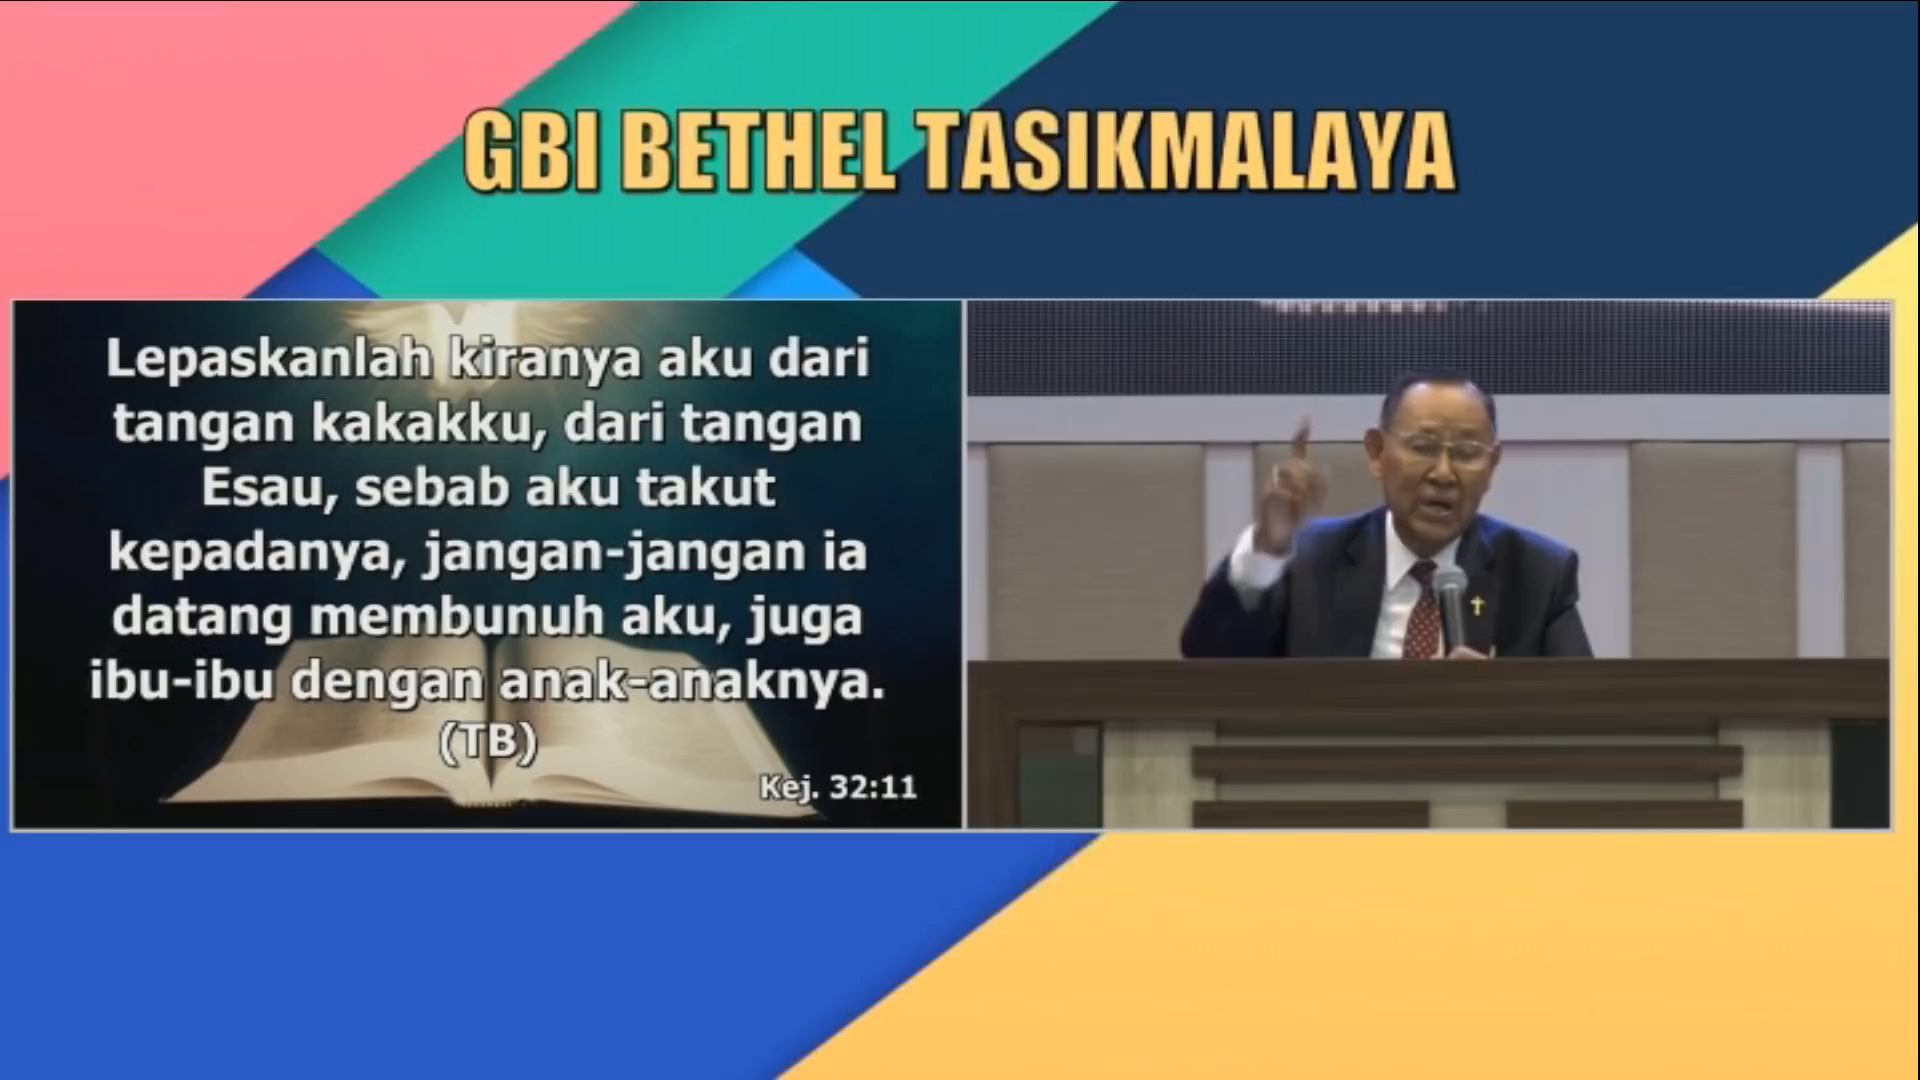 GBI BETHEL TASIKMALAYA
Lepaskanlah kiranya aku dari
tangan kakakku, dari tangan
Esau, sebab aku takut
kepadanya, jangan-jangan ia
datang membunuh aku, juga
ibu-ibu dengan anak-anaknya.
(TB)
Kej. 32:11